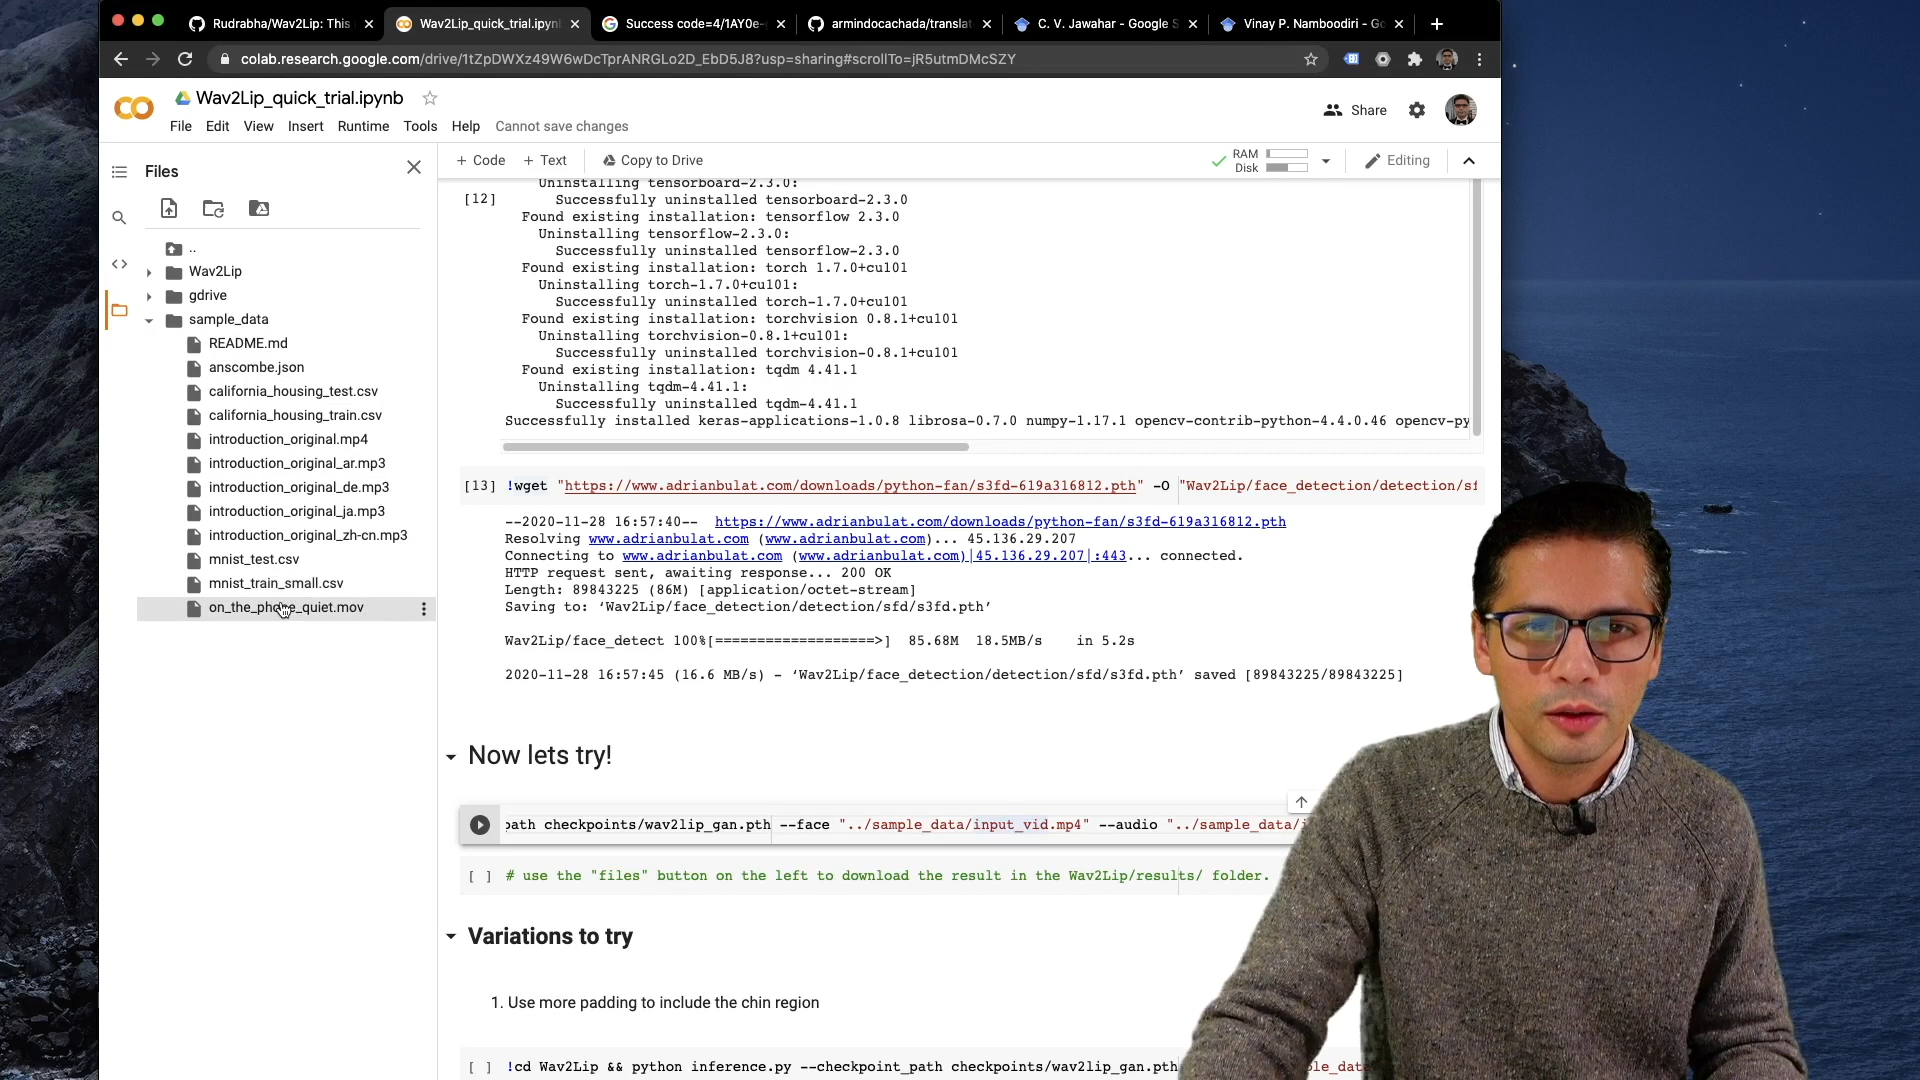 Rudrabha/Wav2Lip: This
Wav2Lip_quick_trial.ipyn
Success code=4/1AY0e-
armindocachada/translat
C. V. Jawahar - Google S
Vinay P. Namboodiri - Go
colab.research.google.com/drive/1tZpDWXz49W6wDcTprANRGLo2D_EbD5J8?usp=sharing#scrollTo=jR5utmDMcSZY
Wav2Lip_quick_trial.ipynb
Share
File Edit View Insert Runtime Tools Help Cannot save changes
Files
+ Code + Text Copy to Drive
RAM
Disk
Editing
..
Wav2Lip
gdrive
sample_data
README.md
anscombe.json
california_housing_test.csv
california_housing_train.csv
introduction_original.mp4
introduction_original_ar.mp3
introduction_original_de.mp3
introduction_original_ja.mp3
introduction_original_zh-cn.mp3
mnist_test.csv
mnist_train_small.csv
on_the_phone_quiet.mov
Uninstalling tensorboard-2.3.0:
[12] Successfully uninstalled tensorboard-2.3.0
Found existing installation: tensorflow 2.3.0
Uninstalling tensorflow-2.3.0:
Successfully uninstalled tensorflow-2.3.0
Found existing installation: torch 1.7.0+cu101
Uninstalling torch-1.7.0+cu101:
Successfully uninstalled torch-1.7.0+cu101
Found existing installation: torchvision 0.8.1+cu101
Uninstalling torchvision-0.8.1+cu101:
Successfully uninstalled torchvision-0.8.1+cu101
Found existing installation: tqdm 4.41.1
Uninstalling tqdm-4.41.1:
Successfully uninstalled tqdm-4.41.1
Successfully installed keras-applications-1.0.8 librosa-0.7.0 numpy-1.17.1 opencv-contrib-python-4.4.0.46 opencv-py
[13] !wget "https://www.adrianbulat.com/downloads/python-fan/s3fd-619a316812.pth" -O "Wav2Lip/face_detection/detection/sf
--2020-11-28 16:57:40-- https://www.adrianbulat.com/downloads/python-fan/s3fd-619a316812.pth
Resolving www.adrianbulat.com (www.adrianbulat.com)... 45.136.29.207
Connecting to www.adrianbulat.com (www.adrianbulat.com)|45.136.29.207|:443... connected.
HTTP request sent, awaiting response... 200 OK
Length: 89843225 (86M) [application/octet-stream]
Saving to: ‘Wav2Lip/face_detection/detection/sfd/s3fd.pth’
Wav2Lip/face_detect 100%[===================>] 85.68M 18.5MB/s in 5.2s
2020-11-28 16:57:45 (16.6 MB/s) - ‘Wav2Lip/face_detection/detection/sfd/s3fd.pth’ saved [89843225/89843225]
Now lets try!
path checkpoints/wav2lip_gan.pth --face "../sample_data/input_vid.mp4" --audio "../sample_data/i
[ ] # use the "files" button on the left to download the result in the Wav2Lip/results/ folder.
Variations to try
1. Use more padding to include the chin region
[ ] !cd Wav2Lip && python inference.py --checkpoint_path checkpoints/wav2lip_gan.pth ple_data